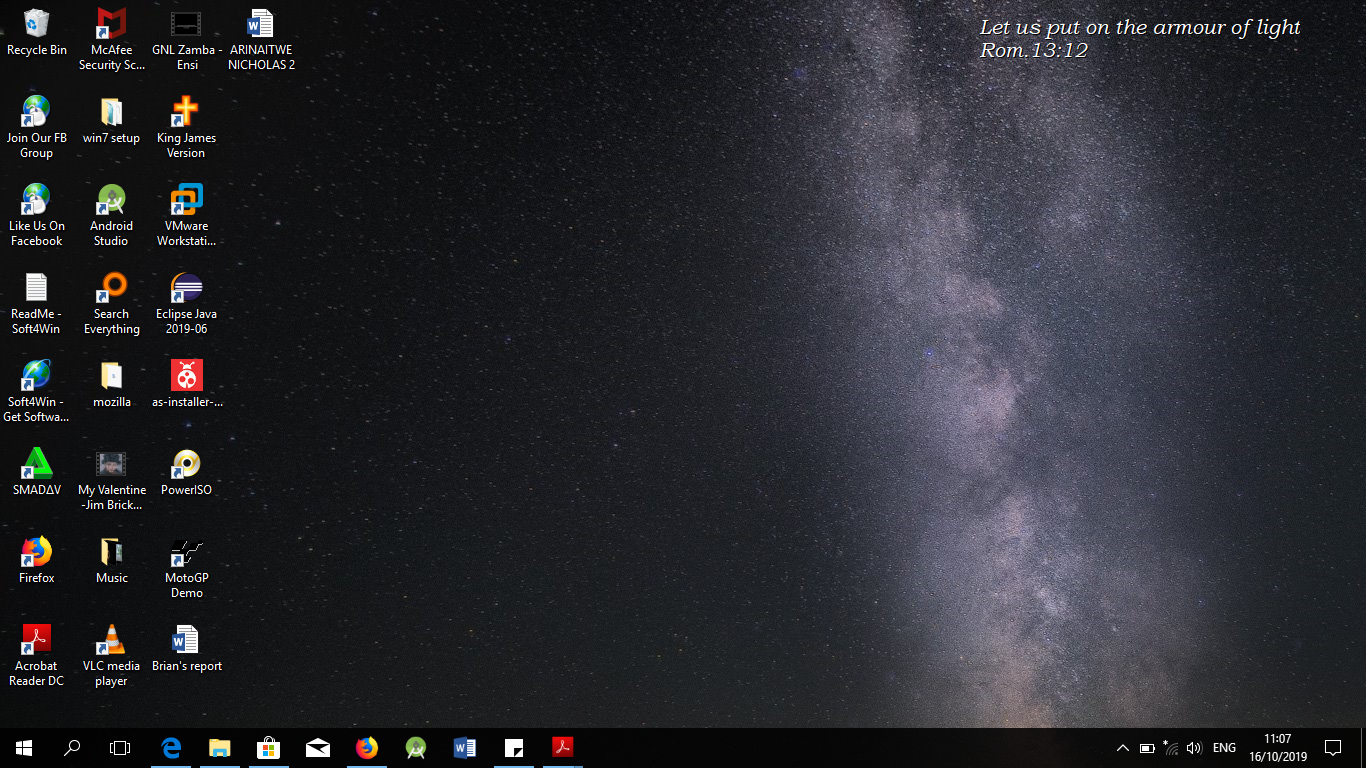 Recycle Bin
McAfee
Security Sc...
GNL Zamba -
Ensi
ARINAITWE
NICHOLAS 2
Let us put on the armour of light
Rom.13:12
Join Our FB
Group
win7 setup
King James
Version
Like Us On
Facebook
Android
Studio
VMware
Workstati...
ReadMe -
Soft4Win
Search
Everything
Eclipse Java
2019-06
Soft4Win -
Get Softwa...
mozilla
as-installer-...
SMADΔV
My Valentine
-Jim Brick...
PowerISO
Firefox
Music
MotoGP
Demo
Acrobat
Reader DC
VLC media
player
Brian's report
ENG
11:07
16/10/2019